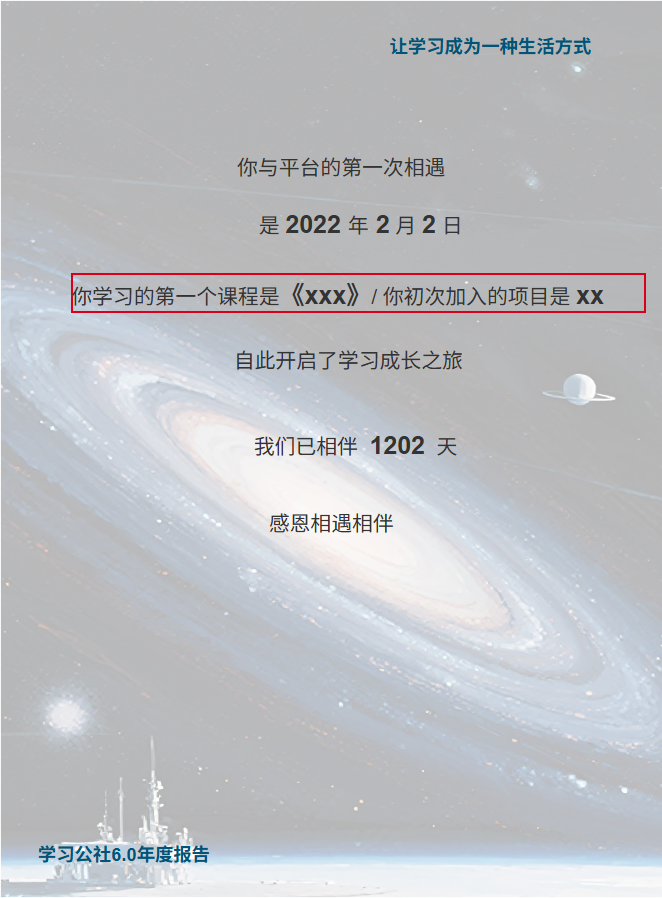 让学习成为一种生活方式
你与平台的第一次相遇
是 2022 年 2 月 2 日
你学习的第一个课程是《xxx》/ 你初次加入的项目是 xx
自此开启了学习成长之旅
我们已相伴 1202 天
感恩相遇相伴
学习公社6.0年度报告